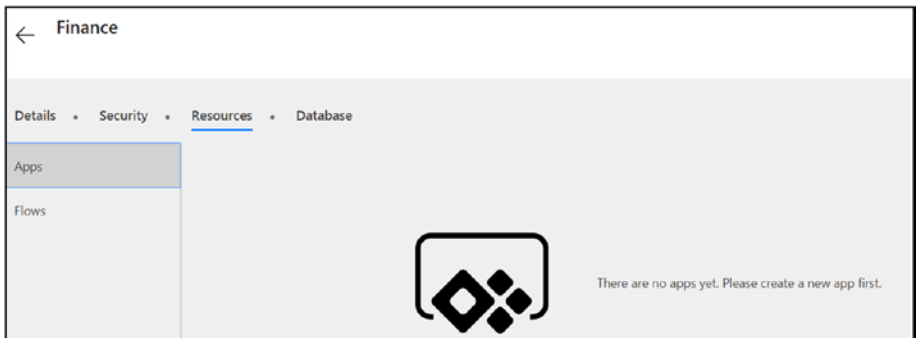 Finance
Details • Security • Resources • Database
Apps
Flows
There are no apps yet. Please create a new app first.